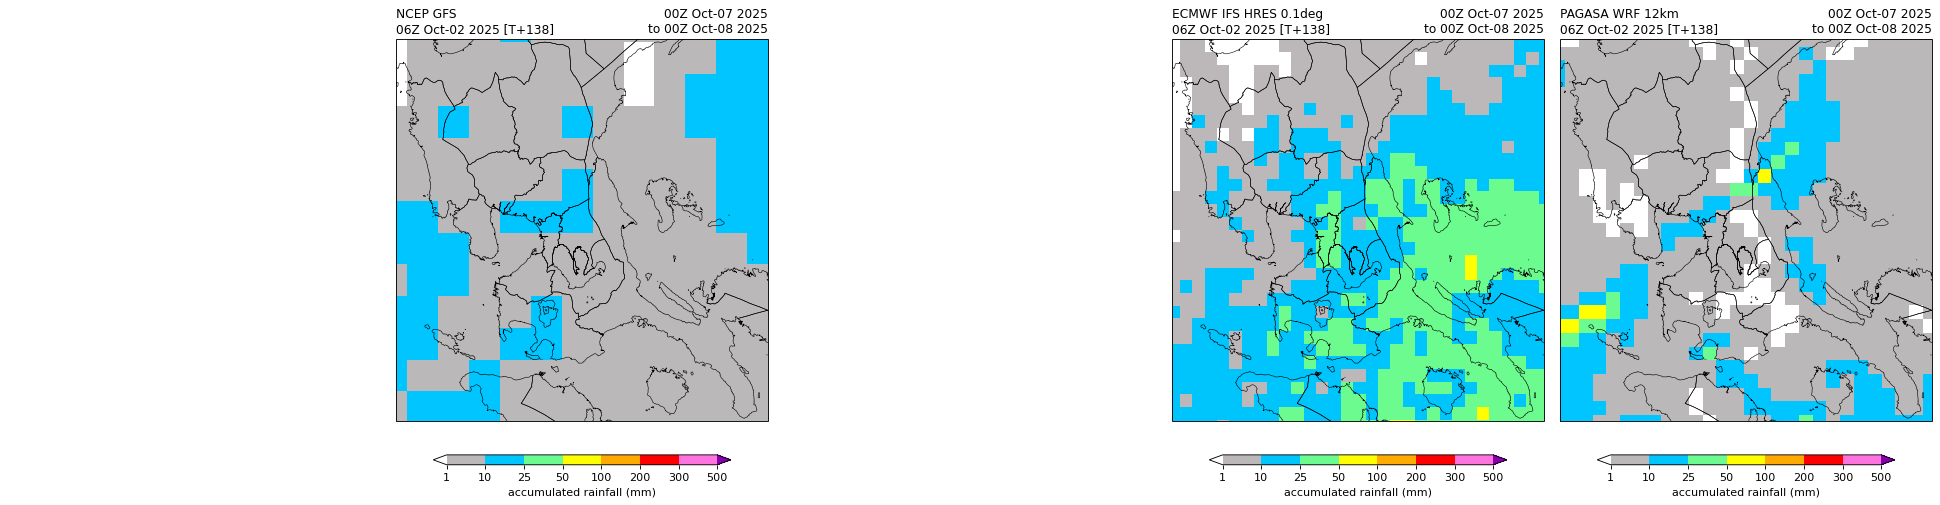 NCEP GFS 00Z Oct-07 2025
06Z Oct-02 2025 [T+138] to 00Z Oct-08 2025
1 10 25 50 100 200 300 500
accumulated rainfall (mm)
ECMWF IFS HRES 0.1deg 00Z Oct-07 2025
06Z Oct-02 2025 [T+138] to 00Z Oct-08 2025
1 10 25 50 100 200 300 500
accumulated rainfall (mm)
PAGASA WRF 12km 00Z Oct-07 2025
06Z Oct-02 2025 [T+138] to 00Z Oct-08 2025
1 10 25 50 100 200 300 500
accumulated rainfall (mm)